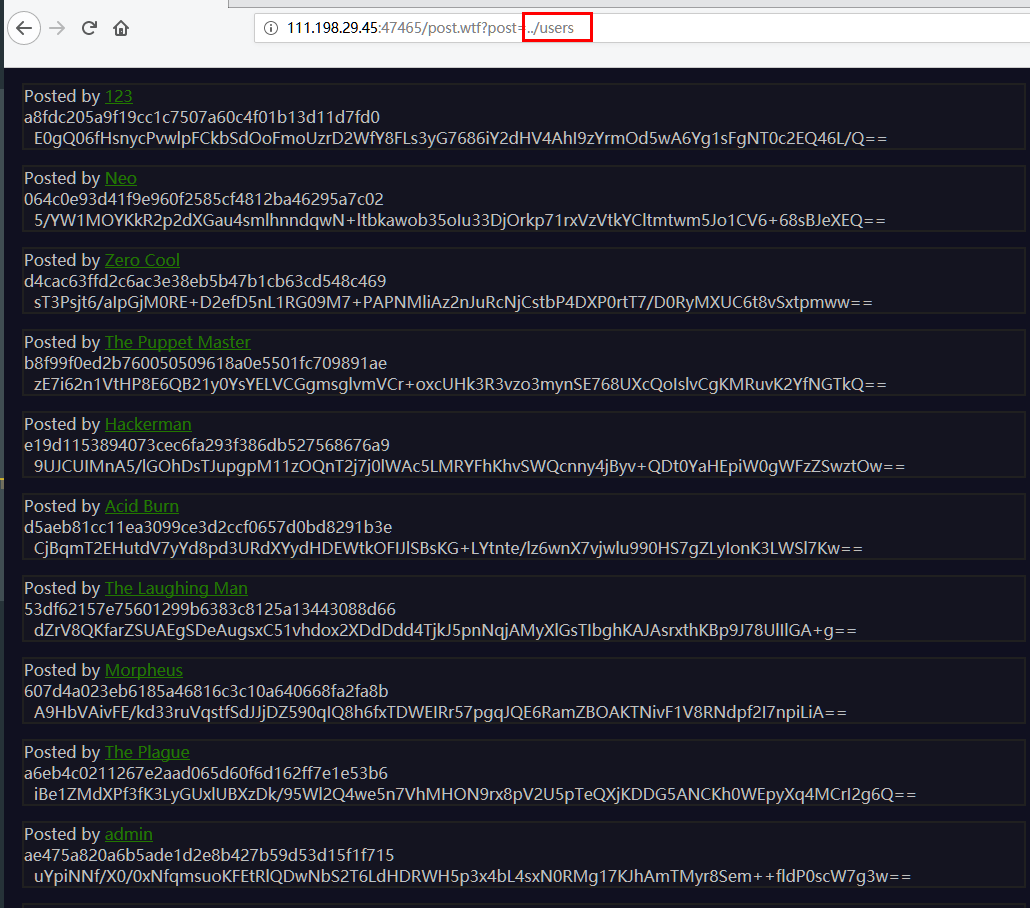 111.198.29.45:47465/post.wtf?post=../users
Posted by 123
a8fdc205a9f19cc1c7507a60c4f01b13d11d7fd0
E0gQ06fHsnycPvwlpFCkbSdOoFmoUzrD2WfY8FLs3yG7686iY2dHV4AhI9zYrmOd5wA6Yg1sFgNT0c2EQ46L/Q==
Posted by Neo
064c0e93d41f9e960f2585cf4812ba46295a7c02
5/YW1MOYKkR2p2dXGau4smlhnndqwN+ltbkawob35oIu33DjOrkp71rxVzVtkYCltmtwm5Jo1CV6+68sBJeXEQ==
Posted by Zero Cool
d4cac63ffd2c6ac3e38eb5b47b1cb63cd548c469
sT3Psjt6/aIpGjM0RE+D2efD5nL1RG09M7+PAPNMliAz2nJuRcNjCstbP4DXP0rtT7/D0RyMXUC6t8vSxtpmww==
Posted by The Puppet Master
b8f99f0ed2b760050509618a0e5501fc709891ae
zE7i62n1VtHP8E6QB21y0YsYELVCGgmsglvmVCr+oxcUHk3R3vzo3mynSE768UXcQoIslvCgKMRuvK2YfNGTkQ==
Posted by Hackerman
e19d1153894073cec6fa293f386db527568676a9
9UJCUIMnA5/lGOhDsTJupgpM11zOQnT2j7j0lWAc5LMRYFhKhvSWQcnny4jByv+QDt0YaHEpiW0gWFzZSwztOw==
Posted by Acid Burn
d5aeb81cc11ea3099ce3d2ccf0657d0bd8291b3e
CjBqmT2EHutdV7yYd8pd3URdXYydHDEWtkOFIJlSBsKG+LYtnte/lz6wnX7vjwlu990HS7gZLyIonK3LWSl7Kw==
Posted by The Laughing Man
53df62157e75601299b6383c8125a13443088d66
dZrV8QKfarZSUAEgSDeAugsxC51vhdox2XDdDdd4TjkJ5pnNqjAMyXlGsTIbghKAJAsrxthKBp9J78UlIlGA+g==
Posted by Morpheus
607d4a023eb6185a46816c3c10a640668fa2fa8b
A9HbVAivFE/kd33ruVqstfSdJJjDZ590qIQ8h6fxTDWEIRr57pgqJQE6RamZBOAKTNivF1V8RNdpf2I7npiLiA==
Posted by The Plague
a6eb4c0211267e2aad065d60f6d162ff7e1e53b6
iBe1ZMdXPf3fK3LyGUxlUBXzDk/95Wl2Q4we5n7VhMHON9rx8pV2U5pTeQXjKDDG5ANCKh0WEpyXq4MCrI2g6Q==
Posted by admin
ae475a820a6b5ade1d2e8b427b59d53d15f1f715
uYpiNNf/X0/0xNfqmsuoKFEtRlQDwNbS2T6LdHDRWH5p3x4bL4sxN0RMg17KJhAmTMyr8Sem++fldP0scW7g3w==